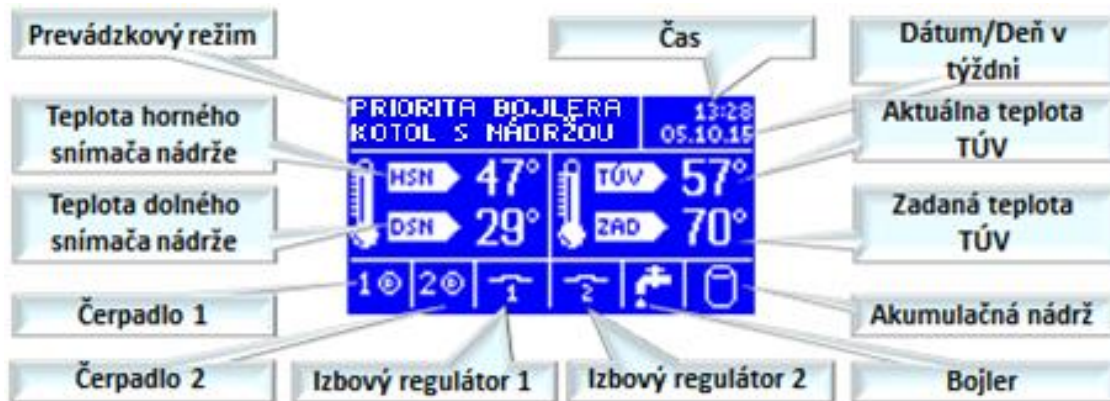 Prevádzkový režim
Čas
Dátum/Deň v
týždni
Teplota horného
snímača nádrže
Aktuálna teplota
TÚV
Teplota dolného
snímača nádrže
Zadaná teplota
TÚV
PRIORITA BOJLERA
KOTOL S NÁDRŽOU
13:28
05.10.15
HSN 47°
TÚV 57°
DSN 29°
ZAD 70°
1 2 1 2
Čerpadlo 1
Akumulačná nádrž
Čerpadlo 2
Izbový regulátor 1
Izbový regulátor 2
Bojler